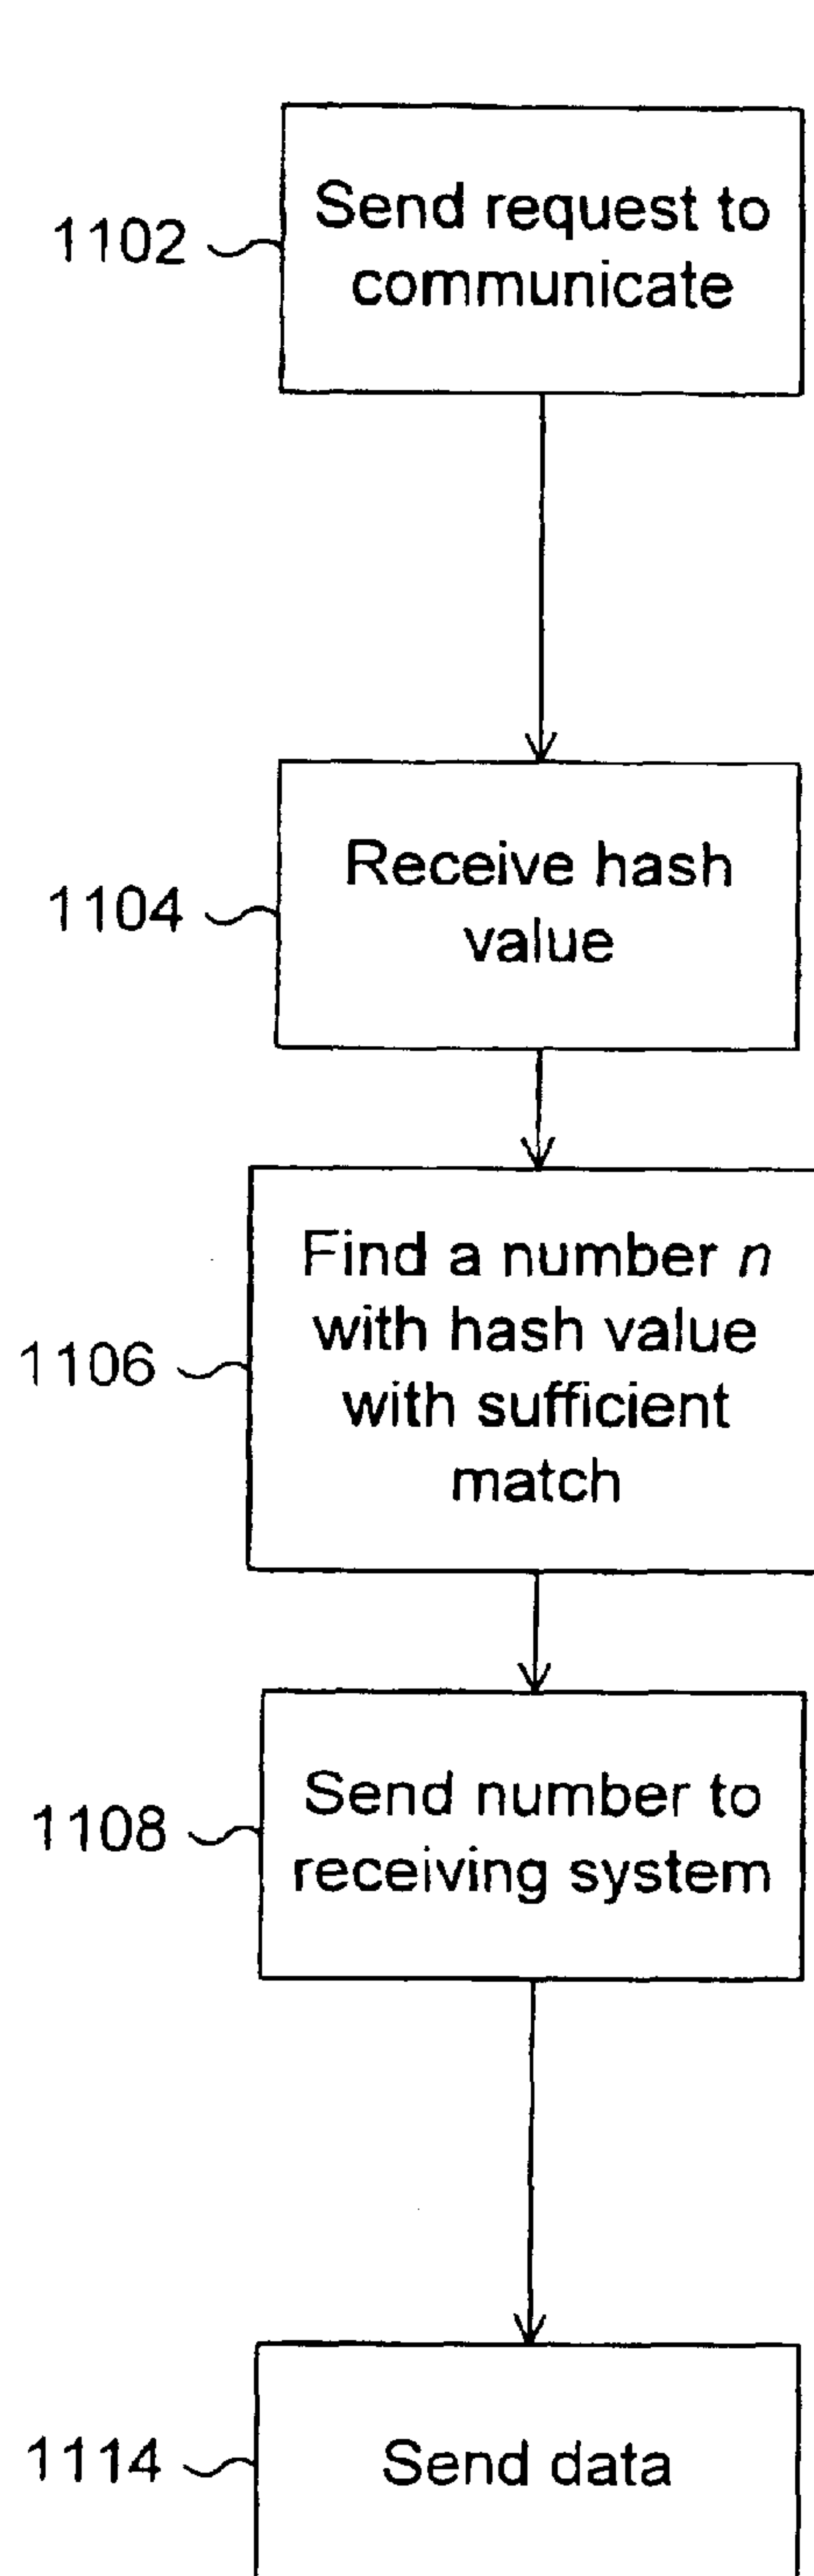 Send request to
communicate
1102
Receive hash
value
1104
Find a number n
with hash value
with sufficient
match
1106
Send number to
receiving system
1108
Send data
1114